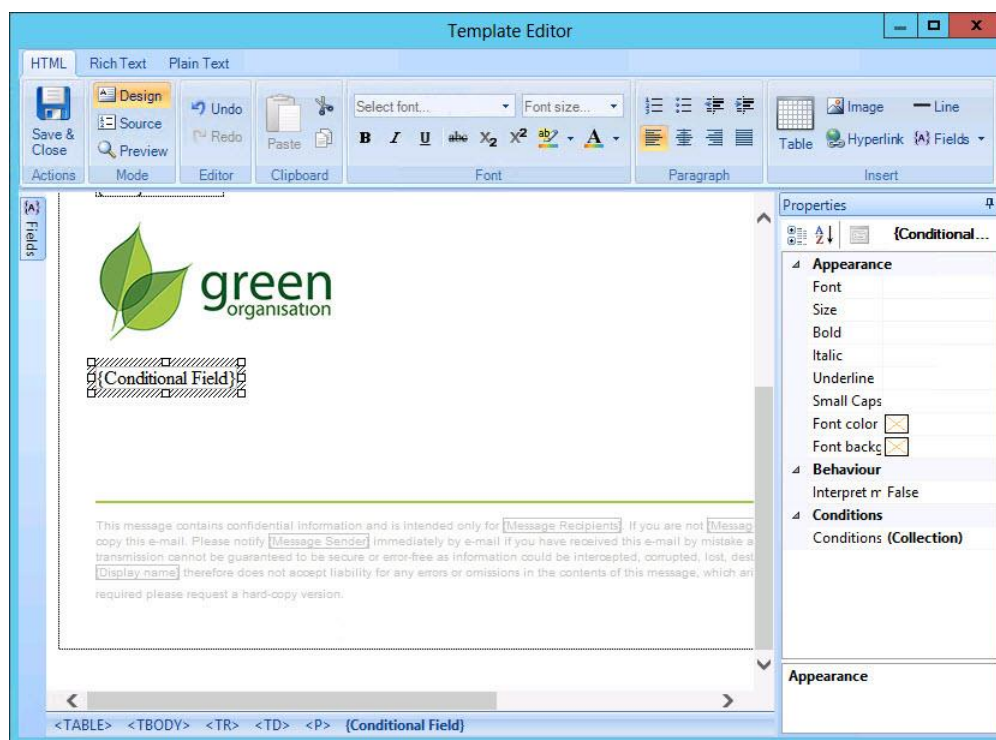 Template Editor
HTML Rich Text Plain Text
Save & Close
Design
Source
Preview
Undo
Redo
Paste
Select font...
Font size...
B I U abc X2 X2 ab A
Table
Image
Line
Hyperlink
{A} Fields
Actions Mode Editor Clipboard Font Paragraph Insert
{A} Fields
green
organisation
{Conditional Field}
This message contains confidential information and is intended only for {Message Recipients}. If you are not {Messag
copy this e-mail. Please notify {Message Sender} immediately by e-mail if you have received this e-mail by mistake a
transmission cannot be guaranteed to be secure or error-free as information could be intercepted, corrupted, lost, dest
{Display name} therefore does not accept liability for any errors or omissions in the contents of this message, which ari
required please request a hard-copy version.
<TABLE> <TBODY> <TR> <TD> <P> {Conditional Field}
Properties
{Conditional...
Appearance
Font
Size
Bold
Italic
Underline
Small Caps
Font color
Font backg
Behaviour
Interpret m False
Conditions
Conditions (Collection)
Appearance